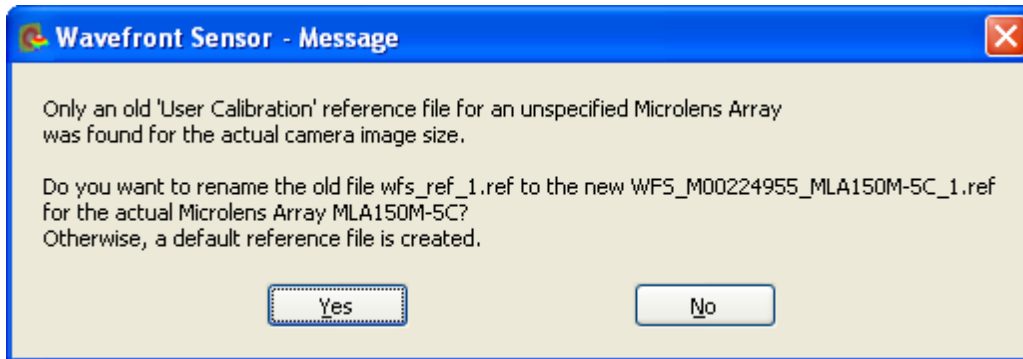 Wavefront Sensor - Message
Only an old 'User Calibration' reference file for an unspecified Microlens Array
was found for the actual camera image size.
Do you want to rename the old file wfs_ref_1.ref to the new WFS_M00224955_MLA150M-5C_1.ref
for the actual Microlens Array MLA150M-5C?
Otherwise, a default reference file is created.
Yes No